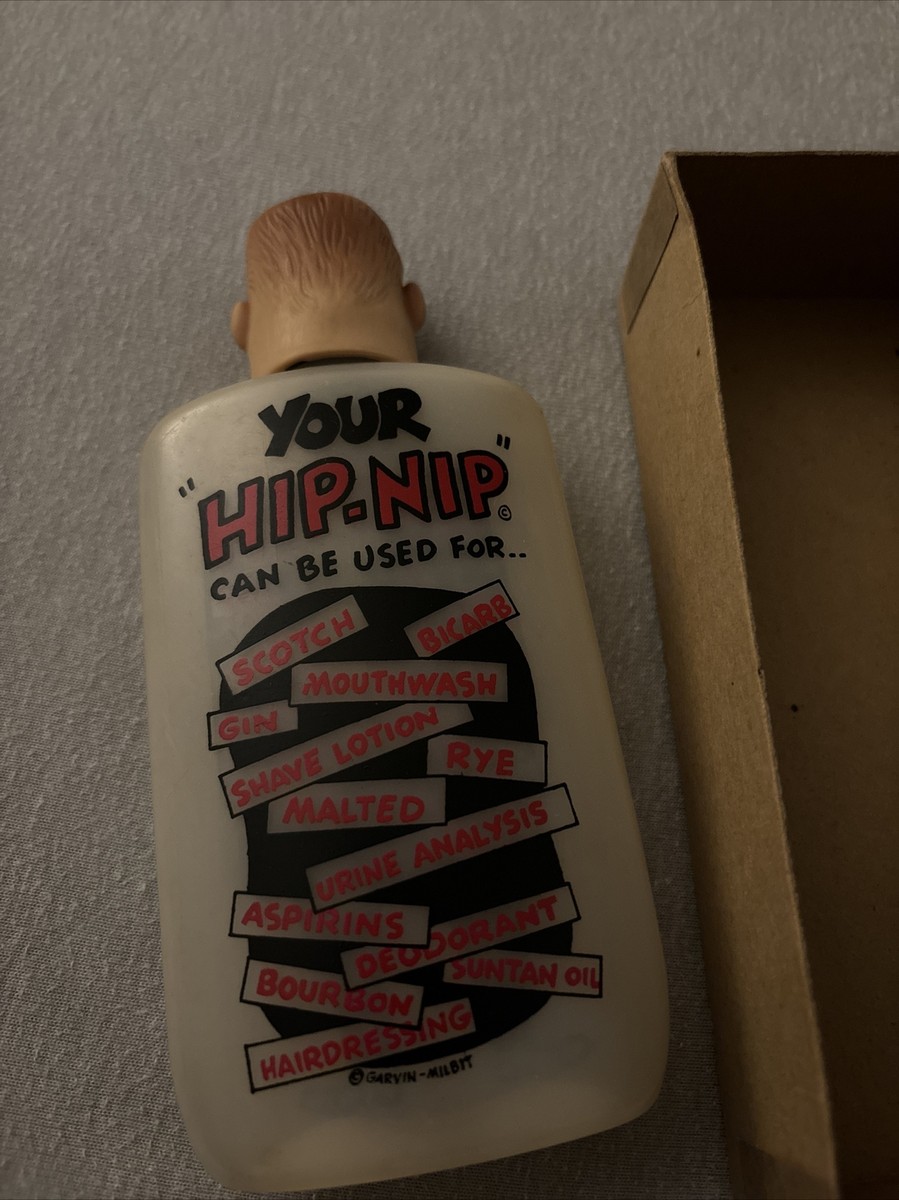 YOUR
"HIP-NIP"©
CAN BE USED FOR..
SCOTCH
BICARB
MOUTHWASH
GIN
SHAVE LOTION
RYE
MALTED
URINE ANALYSIS
ASPIRINS
DEODORANT
SUNTAN OIL
BOURBON
HAIRDRESSING
© GARVIN-MILBIT